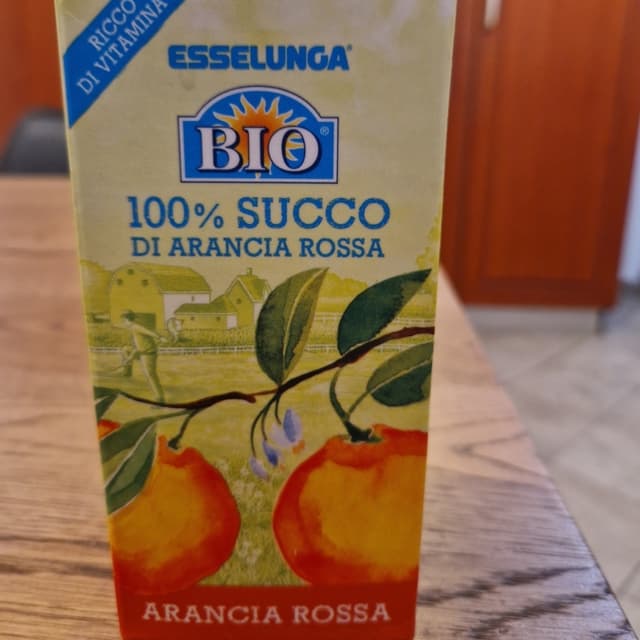 RICCO
DI VITAMINA
ESSELUNGA®
BIO®
100% SUCCO
DI ARANCIA ROSSA
ARANCIA ROSSA